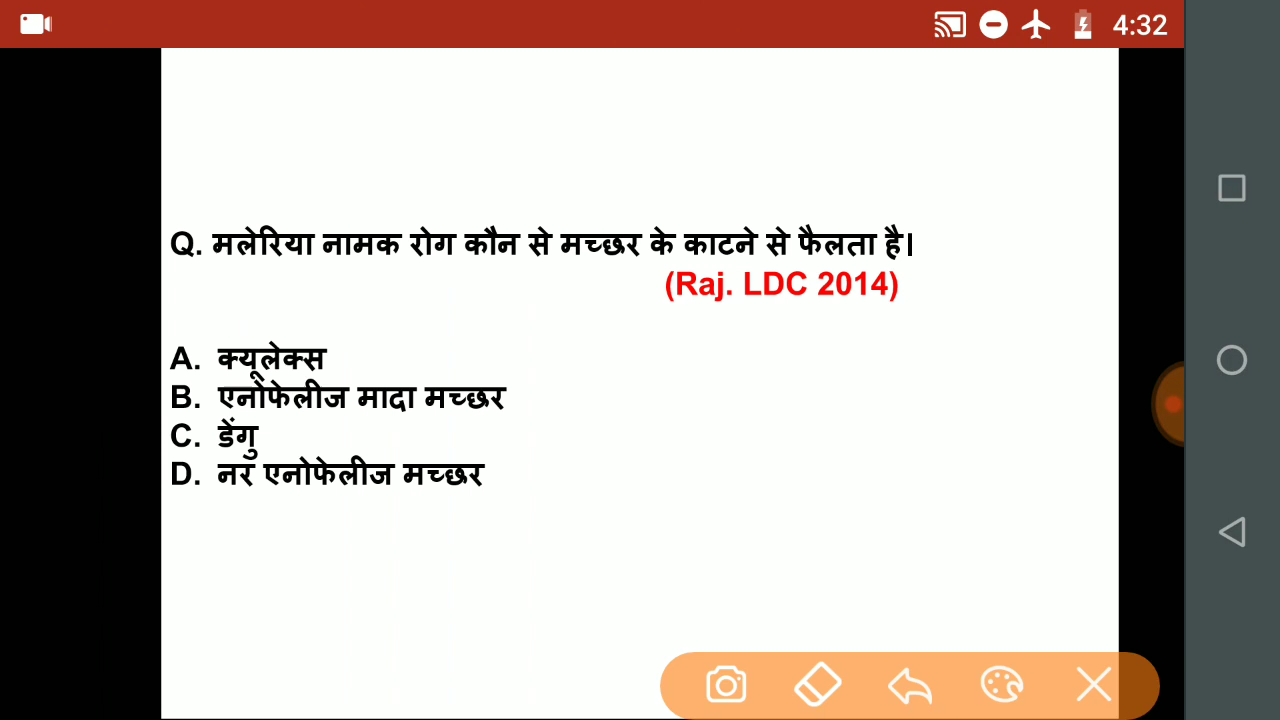 4:32
Q. मलेरिया नामक रोग कौन से मच्छर के काटने से फैलता है।
(Raj. LDC 2014)
A. क्यूलेक्स
B. एनोफेलीज मादा मच्छर
C. डेंगु
D. नर एनोफेलीज मच्छर